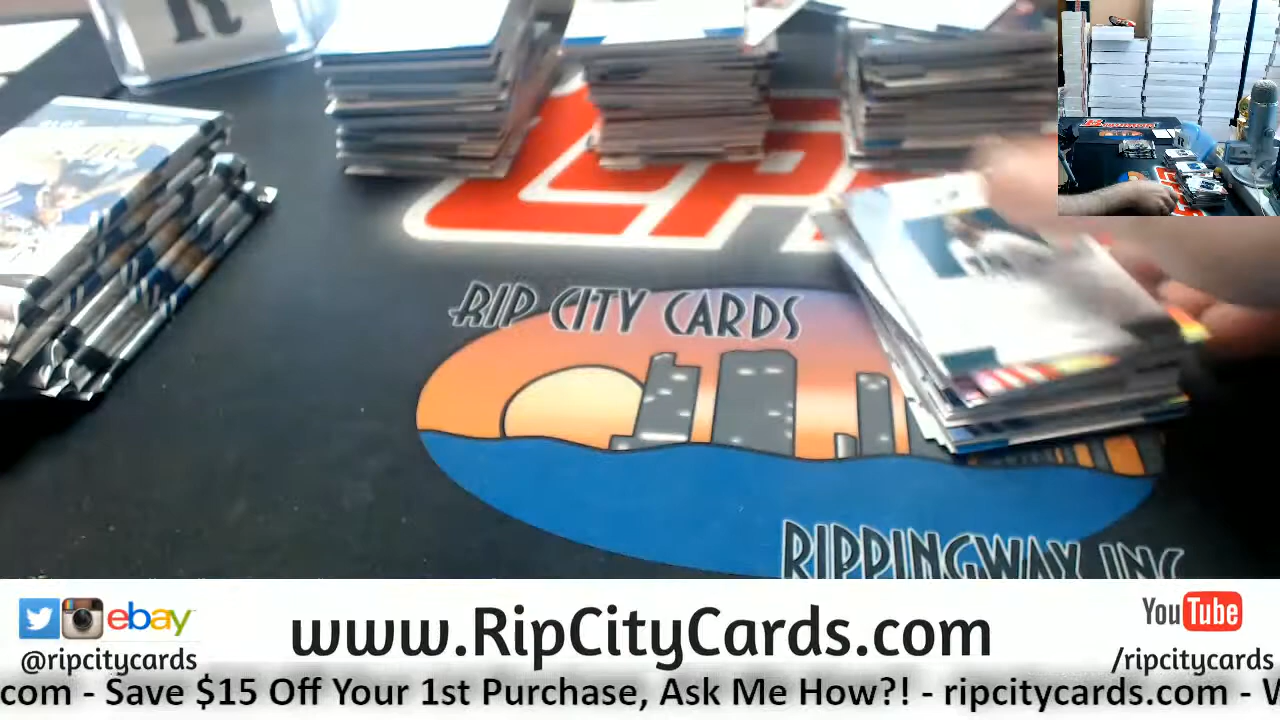 R
RIP CITY CARDS
RIPPINGWAY INC
ebay
www.RipCityCards.com
YouTube
@ripcitycards
/ripcitycards
com - Save $15 Off Your 1st Purchase, Ask Me How?! - ripcitycards.com - W